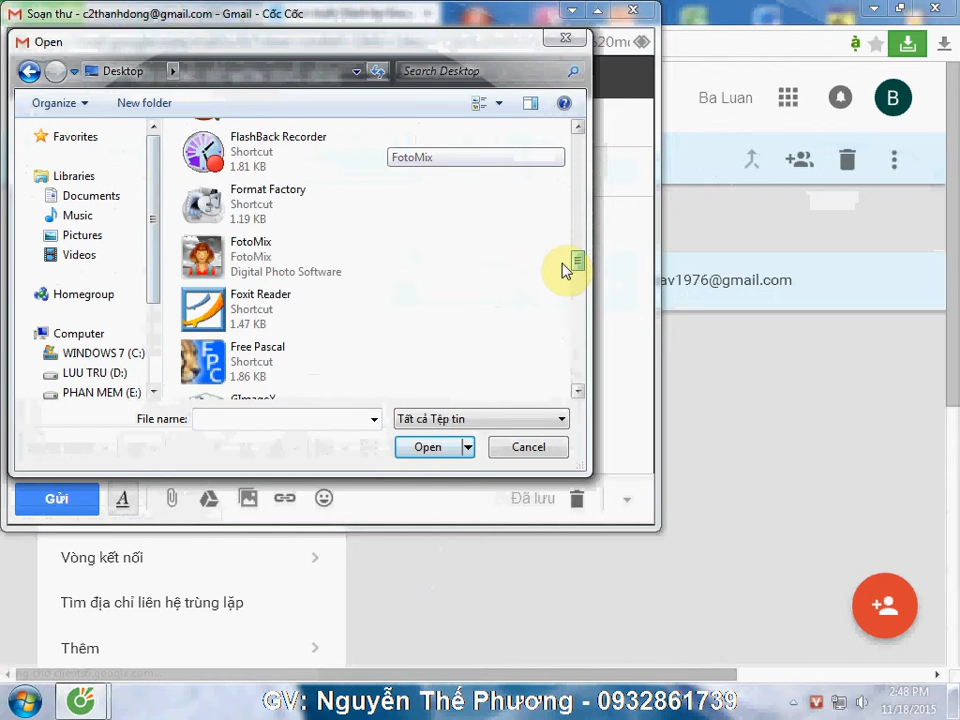 Soạn thư - c2thanhdong@gmail.com - Gmail - Cốc Cốc
Open
Desktop
Search Desktop
Organize
New folder
Ba Luan
B
Favorites
Libraries
Documents
Music
Pictures
Videos
Homegroup
Computer
WINDOWS 7 (C:)
LUU TRU (D:)
PHAN MEM (E:)
FlashBack Recorder
Shortcut
1.81 KB
FotoMix
Format Factory
Shortcut
1.19 KB
FotoMix
FotoMix
Digital Photo Software
Foxit Reader
Shortcut
1.47 KB
Free Pascal
Shortcut
1.86 KB
GImageX
av1976@gmail.com
File name:
Tất cả Tệp tin
Open
Cancel
Gửi
Đã lưu
Vòng kết nối
Tìm địa chỉ liên hệ trùng lặp
Thêm
GV: Nguyễn Thế Phương - 0932861739
2:48 PM
11/18/2015